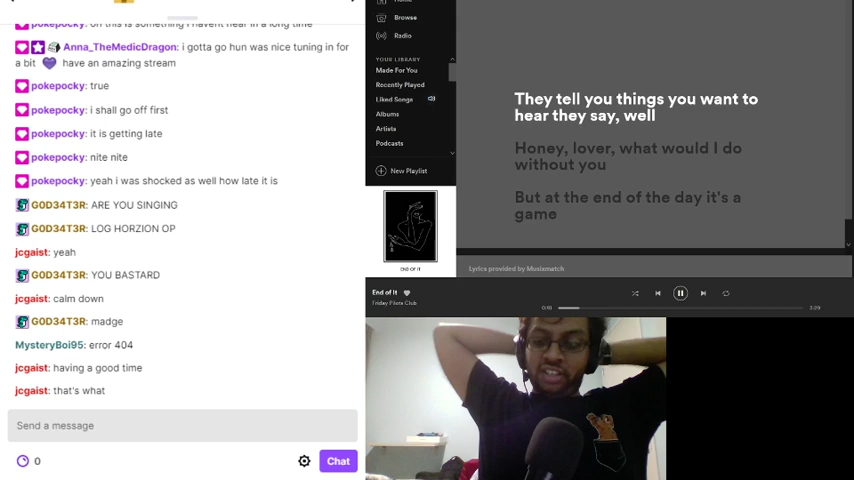 pokepocky: oh this is something i havent hear in a long time
Anna_TheMedicDragon: i gotta go hun was nice tuning in for
a bit have an amazing stream
pokepocky: true
pokepocky: i shall go off first
pokepocky: it is getting late
pokepocky: nite nite
pokepocky: yeah i was shocked as well how late it is
G0D34T3R: ARE YOU SINGING
G0D34T3R: LOG HORZION OP
jcgaist: yeah
G0D34T3R: YOU BASTARD
jcgaist: calm down
G0D34T3R: madge
MysteryBoi95: error 404
jcgaist: having a good time
jcgaist: that's what
Send a message
0
Chat
Home
Browse
Radio
YOUR LIBRARY
Made For You
Recently Played
Liked Songs
Albums
Artists
Podcasts
New Playlist
END OF IT
They tell you things you want to
hear they say, well
Honey, lover, what would I do
without you
But at the end of the day it's a
game
Lyrics provided by Musixmatch
End of It
Friday Pilots Club